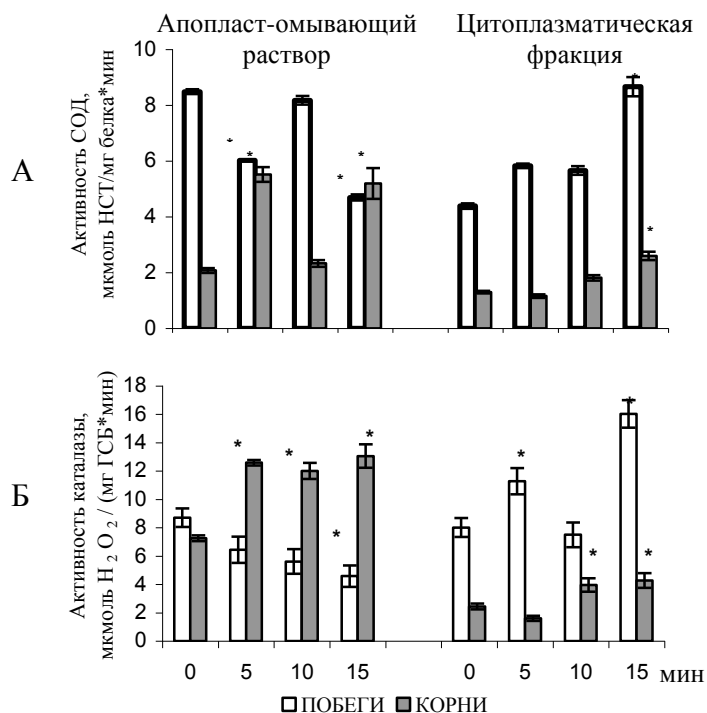 Апопласт-омывающий
раствор
Цитоплазматическая
фракция
А
Активность СОД,
мкмоль НСТ/мг белка*мин
10
8
6
4
2
0
* * * *
* *
Б
Активность каталазы,
мкмоль H 2 O 2 / (мг ГСБ*мин)
18
16
14
12
10
8
6
4
2
0
* * * *
* * * *
0 5 10 15 0 5 10 15 мин
ПОБЕГИ КОРНИ